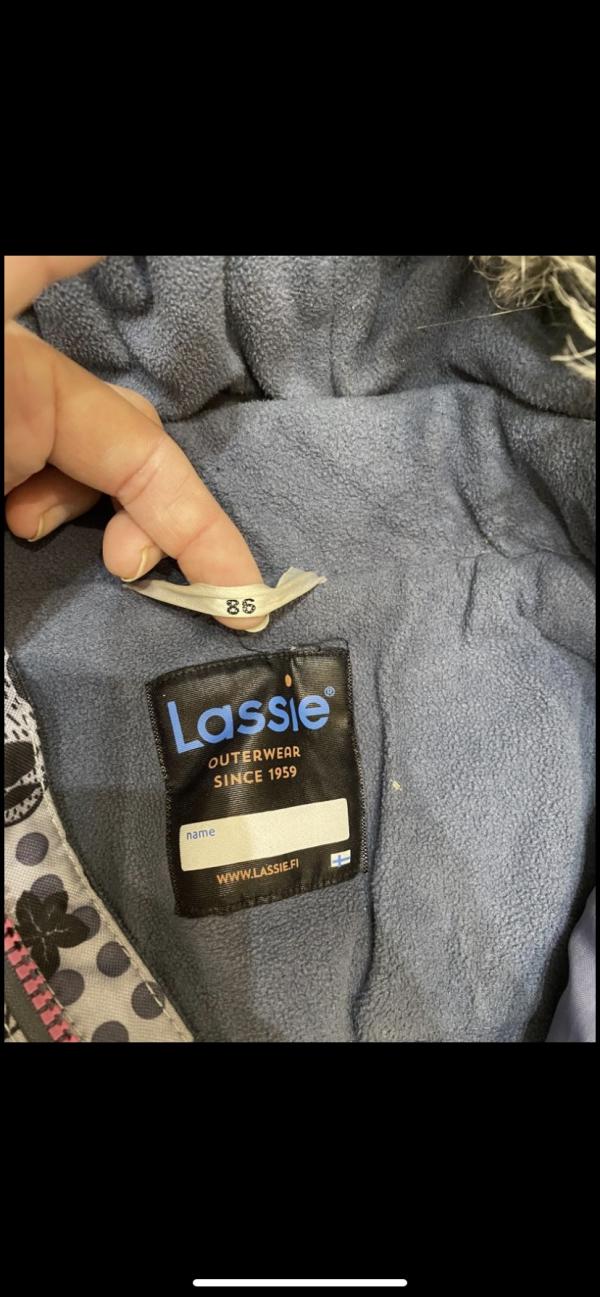 86
Lassie®
OUTERWEAR
SINCE 1959
name
WWW.LASSIE.FI